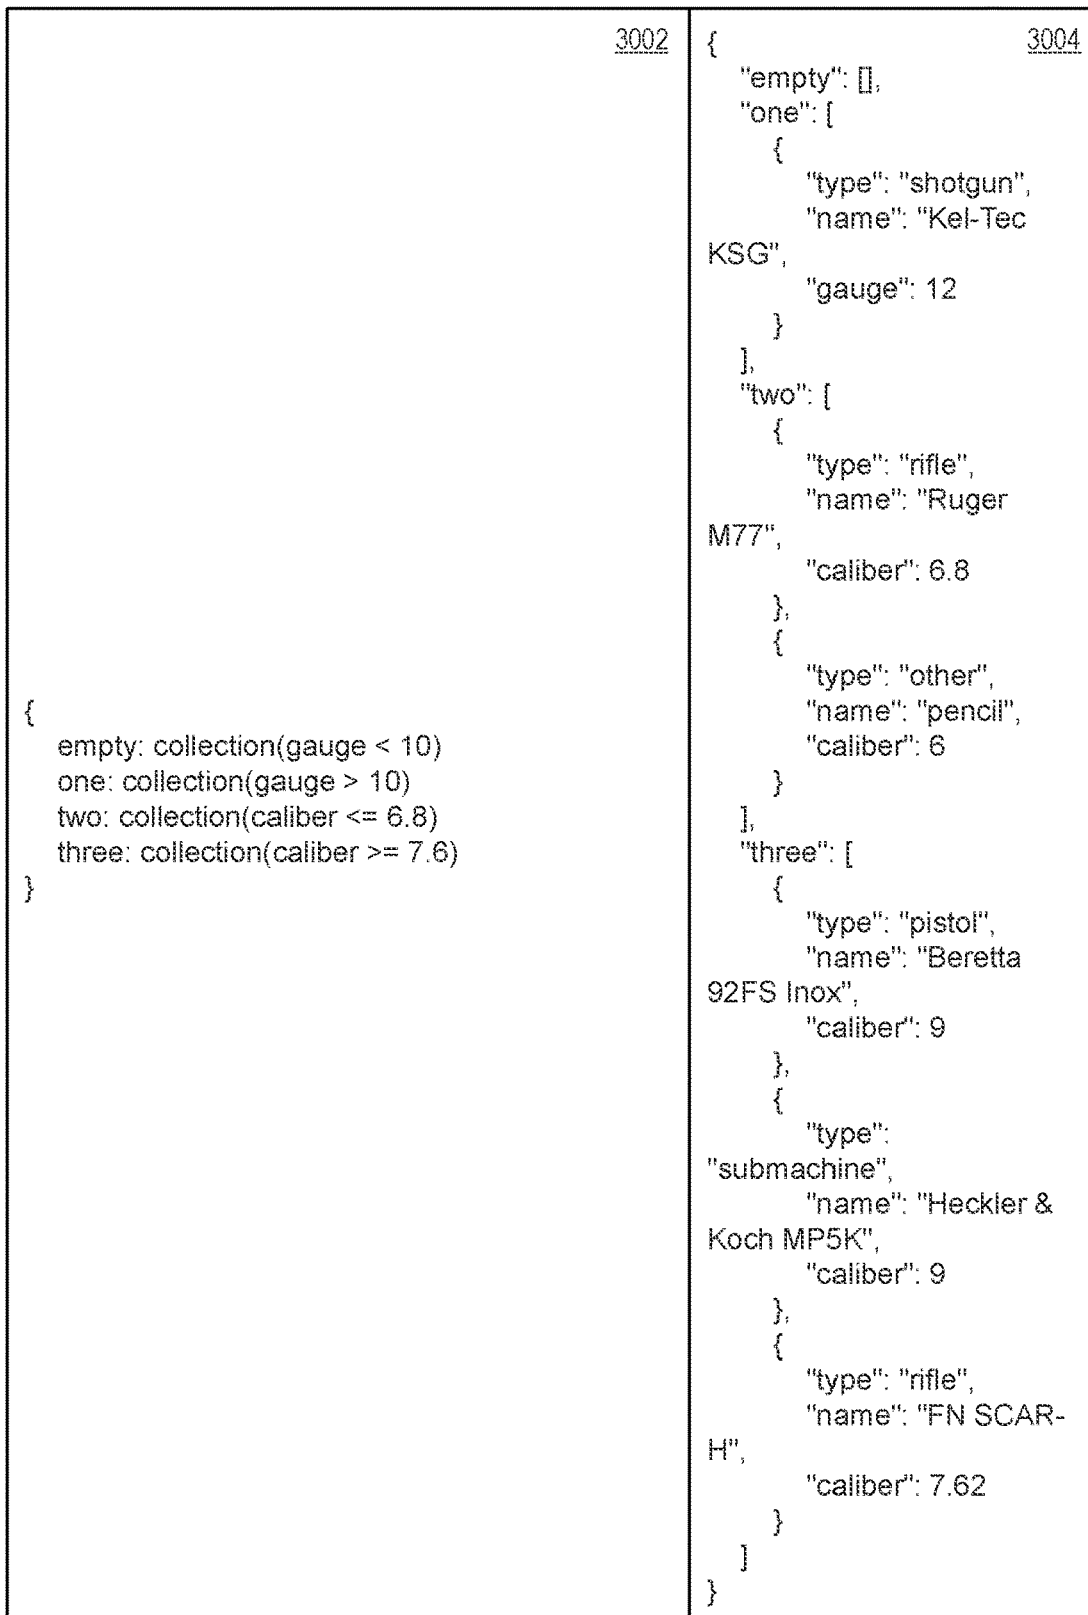 3002
{
empty: collection(gauge < 10)
one: collection(gauge > 10)
two: collection(caliber <= 6.8)
three: collection(caliber >= 7.6)
}
3004
{
"empty": [],
"one": [
{
"type": "shotgun",
"name": "Kel-Tec
KSG",
"gauge": 12
}
],
"two": [
{
"type": "rifle",
"name": "Ruger
M77",
"caliber": 6.8
},
{
"type": "other",
"name": "pencil",
"caliber": 6
}
],
"three": [
{
"type": "pistol",
"name": "Beretta
92FS Inox",
"caliber": 9
},
{
"type":
"submachine",
"name": "Heckler &
Koch MP5K",
"caliber": 9
},
{
"type": "rifle",
"name": "FN SCAR-
H",
"caliber": 7.62
}
]
}